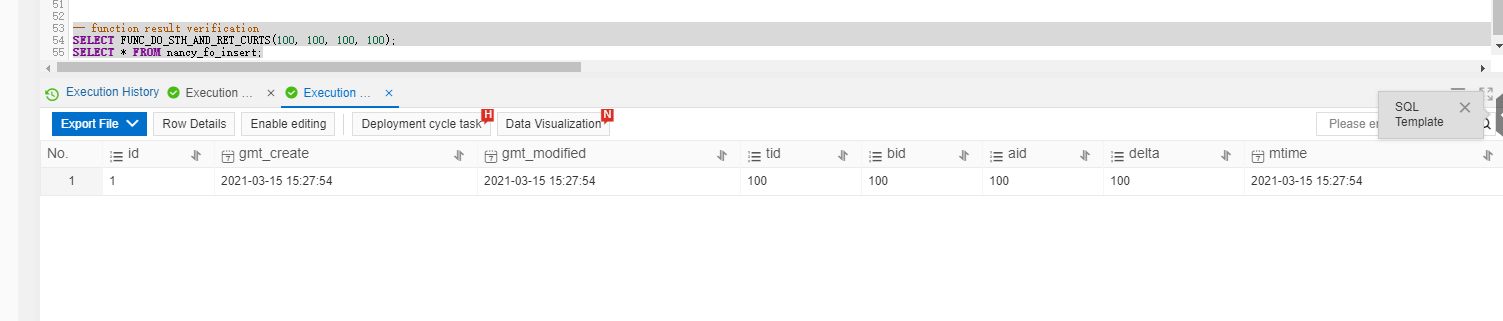 51
52
53 -- function result verification
54 SELECT FUNC_DO_STH_AND_RET_CURTS(100, 100, 100, 100);
55 SELECT * FROM nancy_fo_insert;
Execution History Execution ... × Execution ... ×
SQL
Template
Export File Row Details Enable editing Deployment cycle task H Data Visualization N Please en
No. id gmt_create gmt_modified tid bid aid delta mtime
1 1 2021-03-15 15:27:54 2021-03-15 15:27:54 100 100 100 100 2021-03-15 15:27:54